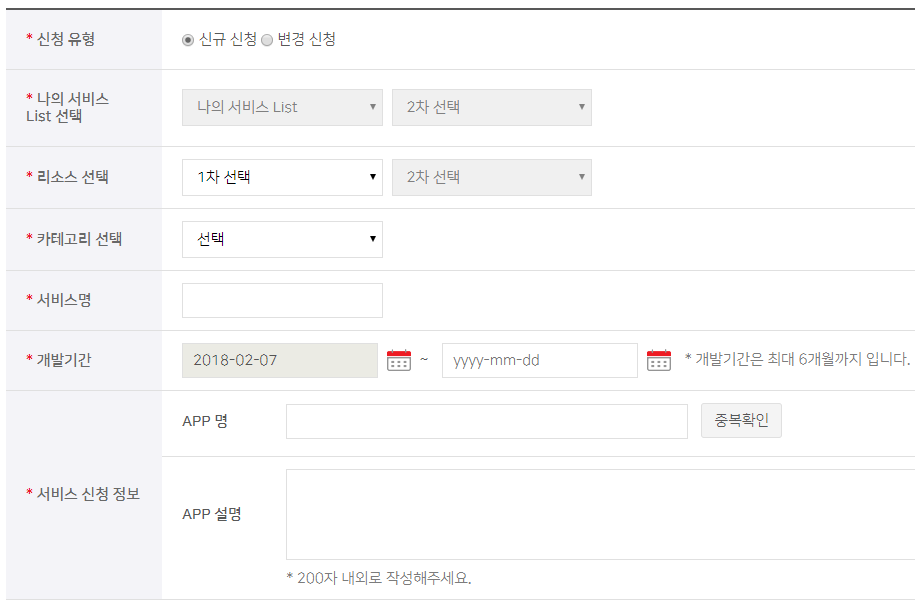 * 신청 유형 신규 신청 변경 신청
* 나의 서비스
List 선택
나의 서비스 List 2차 선택
* 리소스 선택 1차 선택 2차 선택
* 카테고리 선택 선택
* 서비스명
* 개발기간 2018-02-07 ~ yyyy-mm-dd * 개발기간은 최대 6개월까지 입니다.
* 서비스 신청 정보
APP 명 중복확인
APP 설명
* 200자 내외로 작성해주세요.